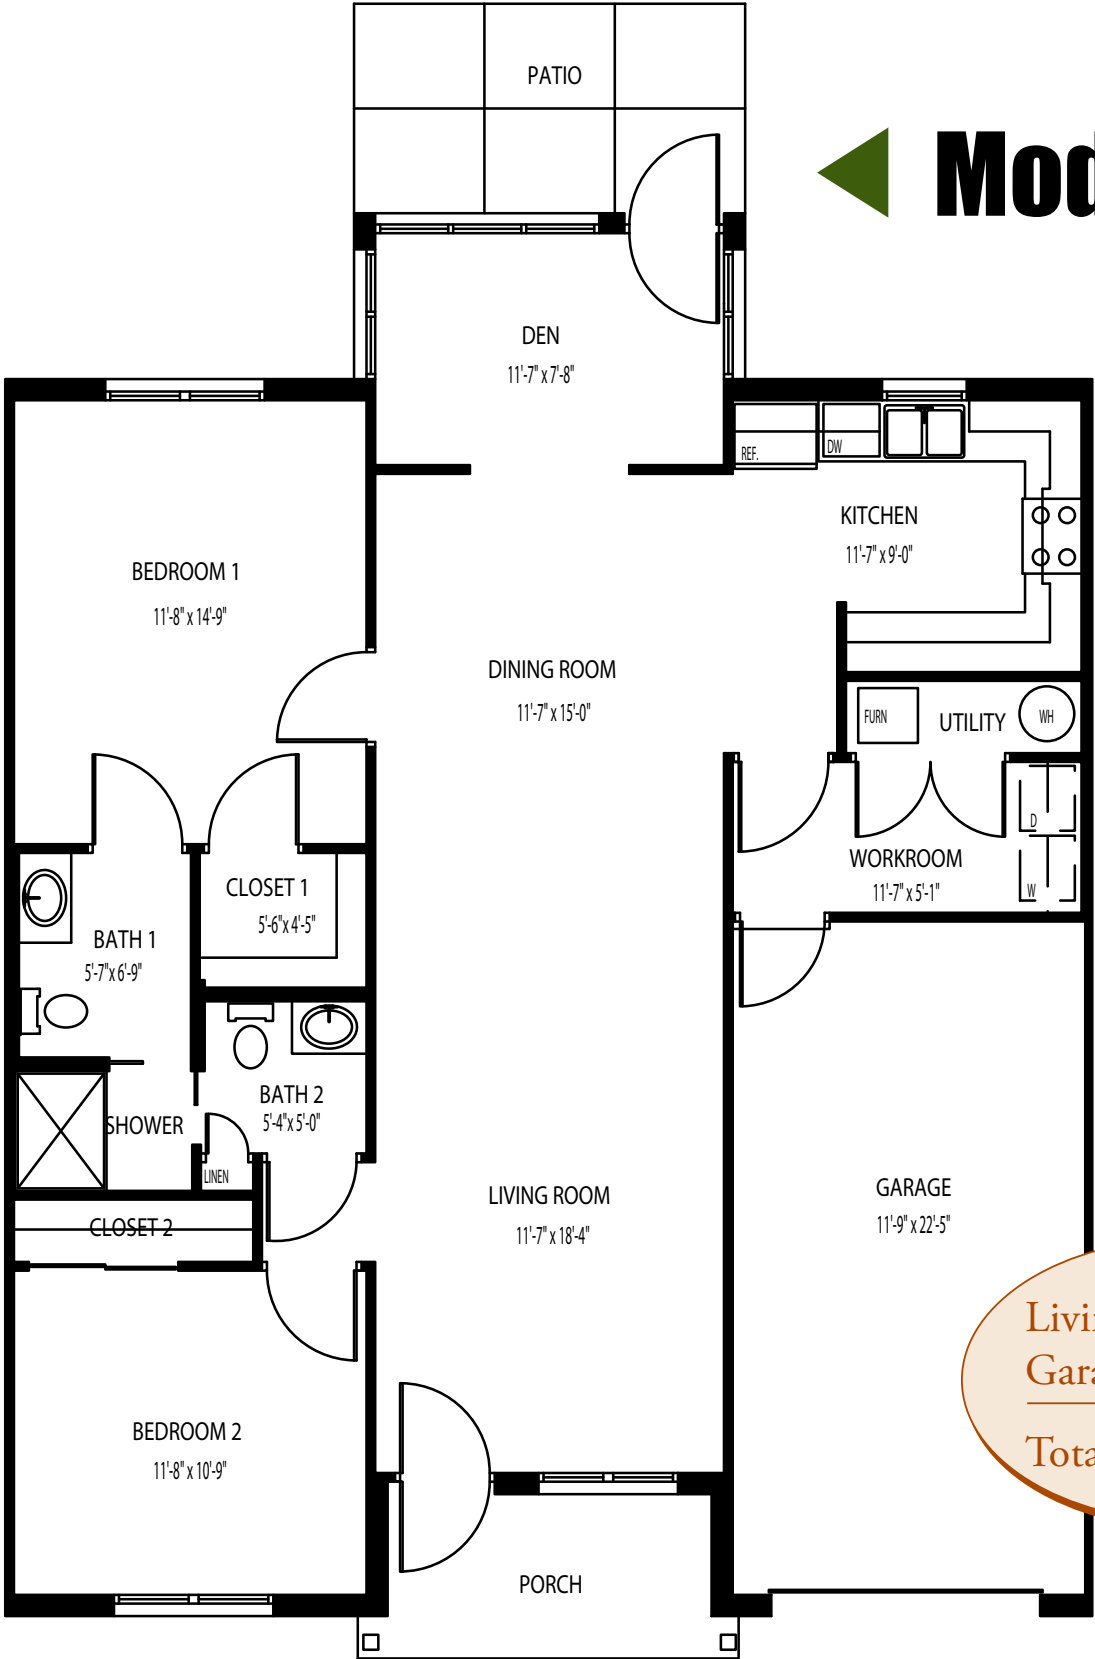 PATIO
Mod
DEN
11'-7" x 7'-8"
REF.
DW
KITCHEN
11'-7" x 9'-0"
BEDROOM 1
11'-8" x 14'-9"
DINING ROOM
11'-7" x 15'-0"
FURN
UTILITY
WH
D
WORKROOM
11'-7" x 5'-1"
W
CLOSET 1
5'-6"x 4'-5"
BATH 1
5'-7"x 6'-9"
BATH 2
5'-4"x 5'-0"
SHOWER
LINEN
LIVING ROOM
11'-7" x 18'-4"
GARAGE
11'-9" x 22'-5"
CLOSET 2
Livi
Gara
Tota
BEDROOM 2
11'-8" x 10'-9"
PORCH